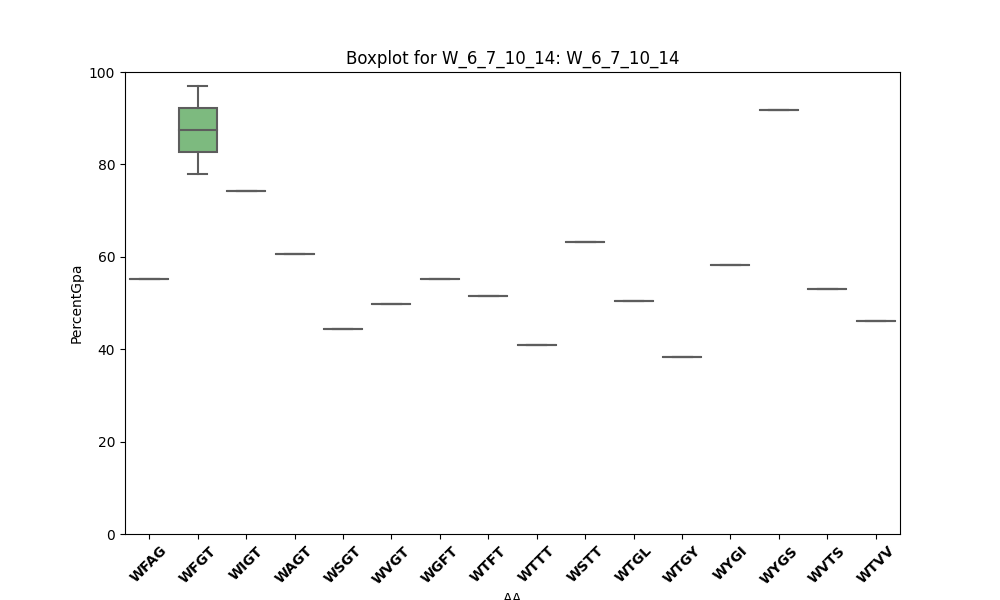 Boxplot for W_6_7_10_14: W_6_7_10_14
100
80
60
40
20
0
PercentGpa
WFAG
WFGT
WIGT
WAGT
WSGT
WVGT
WGFT
WTFT
WTTT
WSTT
WTGL
WTGY
WYGI
WYGS
WVTS
WTVV
AA